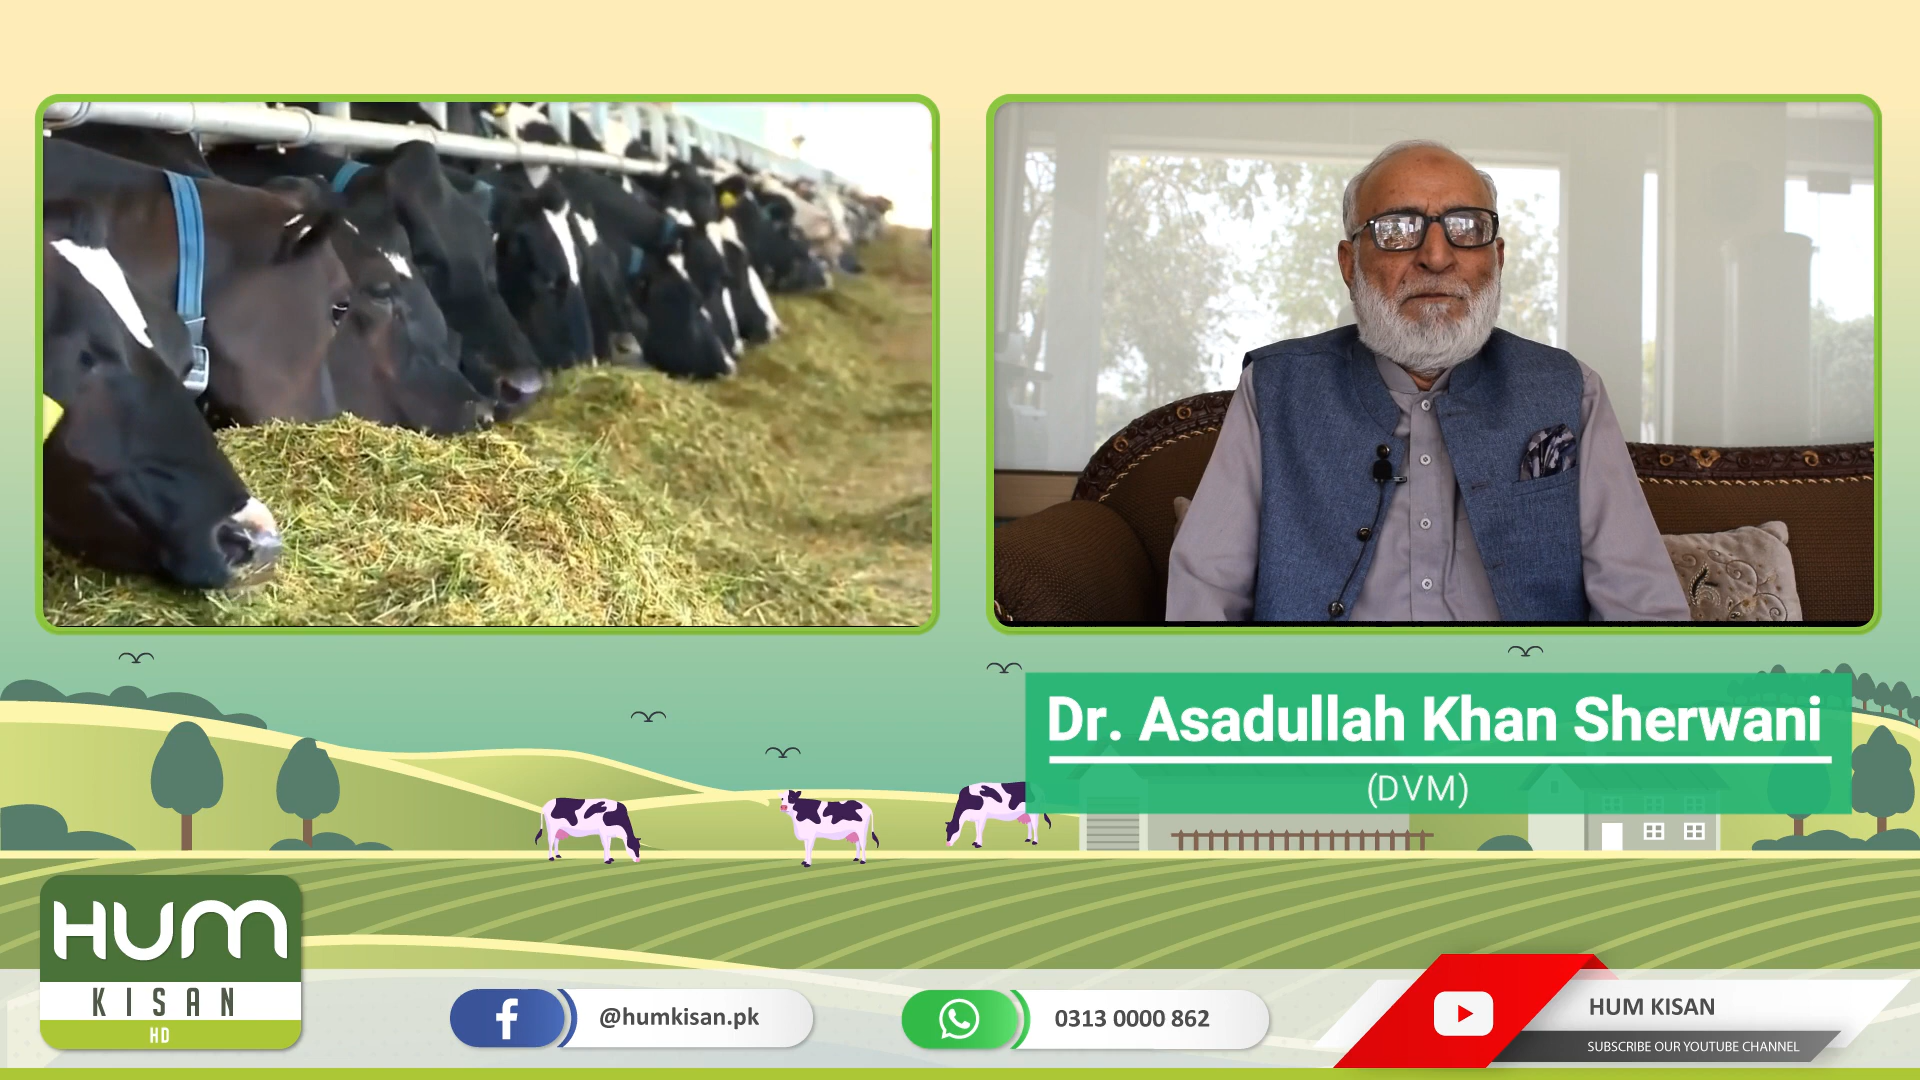 Dr. Asadullah Khan Sherwani
(DVM)
HUM
KISAN
HD
@humkisan.pk
0313 0000 862
HUM KISAN
SUBSCRIBE OUR YOUTUBE CHANNEL